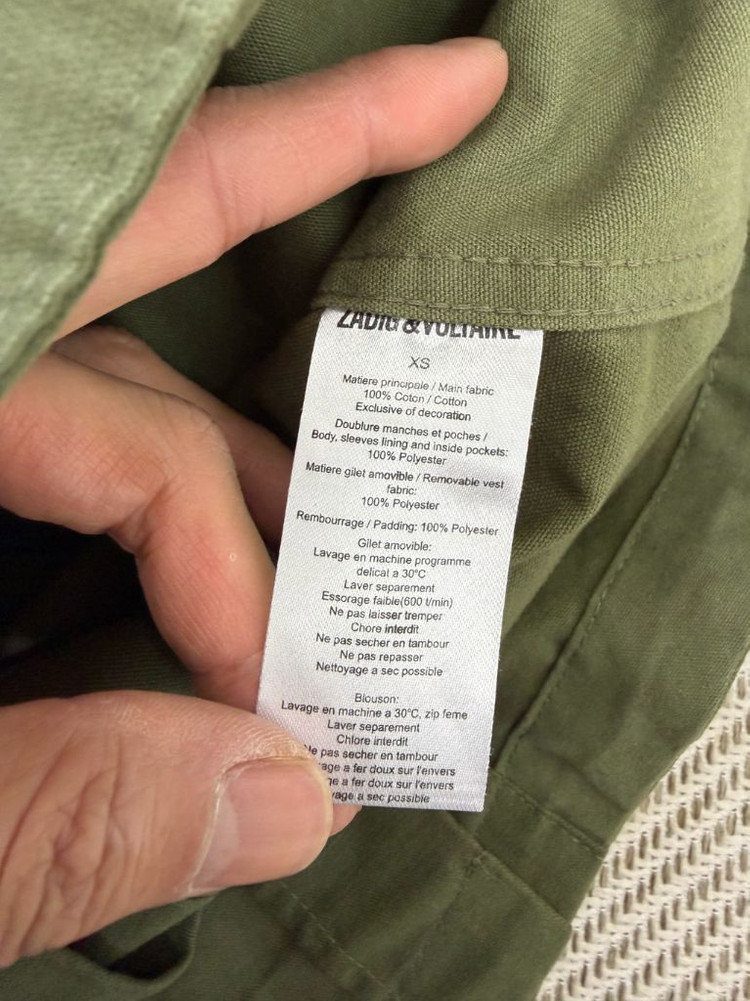 ZADIG & VOLTAIRE
XS
Matiere principale / Main fabric
100% Coton / Cotton
Exclusive of decoration
Doublure manches et poches /
Body, sleeves lining and inside pockets:
100% Polyester
Matiere gilet amovible / Removable vest
fabric:
100% Polyester
Rembourrage / Padding: 100% Polyester
Gilet amovible:
Lavage en machine programme
delicat a 30°C
Laver separement
Essorage faible(600 t/min)
Ne pas laisser tremper
Chore interdit
Ne pas secher en tambour
Ne pas repasser
Nettoyage a sec possible
Blouson:
Lavage en machine a 30°C, zip feme
Laver separement
Chlore interdit
pas secher en tambour
a fer doux sur l'envers
a fer doux sur l'envers
a sec possible